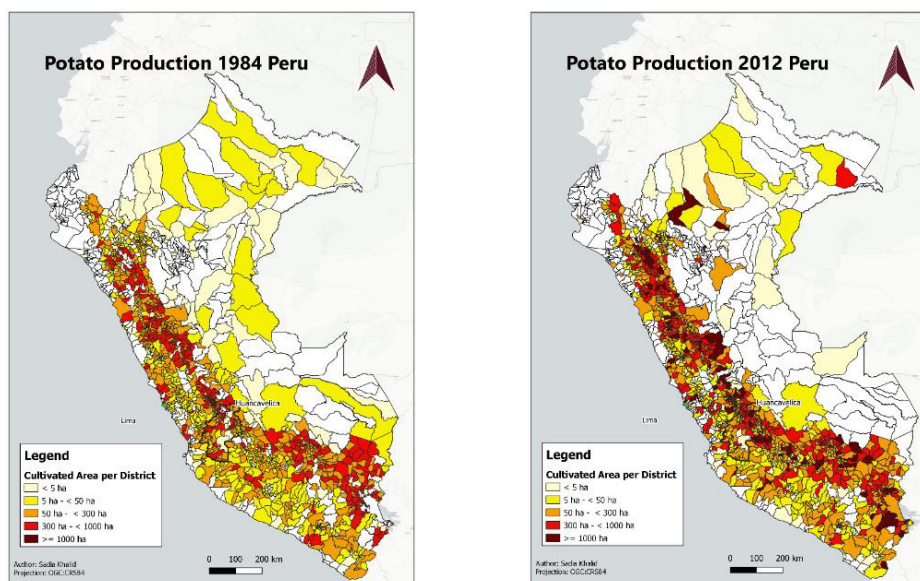 Potato Production 1984 Peru
Huancavelica
Lima
Legend
Cultivated Area per District
< 5 ha
5 ha - < 50 ha
50 ha - < 300 ha
300 ha - < 1000 ha
>= 1000 ha
0 100 200 km
Author: Sadia Khalid
Projection: OGC:CRS84
Potato Production 2012 Peru
Huancavelica
Lima
Legend
Cultivated Area per District
< 5 ha
5 ha - < 50 ha
50 ha - < 300 ha
300 ha - < 1000 ha
>= 1000 ha
0 100 200 km
Author: Sadia Khalid
Projection: OGC:CRS84